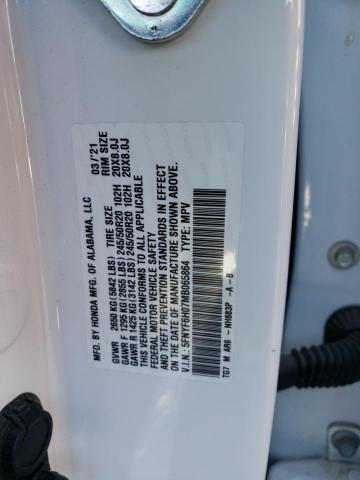 MFD. BY HONDA MFG. OF ALABAMA, LLC 03/'21
TIRE SIZE RIM SIZE
GVWR 2650 KG(5842 LBS)
GAWR F 1295 KG(2855 LBS) 245/50R20 102H 20X8.0J
GAWR R 1425 KG(3142 LBS) 245/50R20 102H 20X8.0J
THIS VEHICLE CONFORMS TO ALL APPLICABLE
FEDERAL MOTOR VEHICLE SAFETY
AND THEFT PREVENTION STANDARDS IN EFFECT
ON THE DATE OF MANUFACTURE SHOWN ABOVE.
V.I.N.: 5FNYF6H07MB065864 TYPE: MPV
TG7 M AR6 -NH883P -A -B